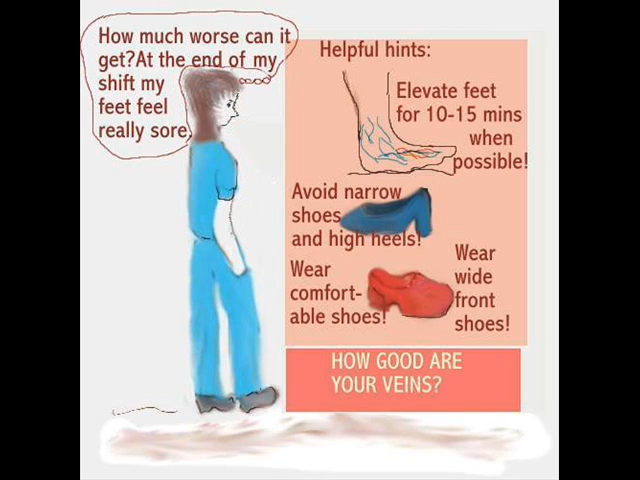 How much worse can it
get?At the end of my
shift my
feet feel
really sore.
Helpful hints:
Elevate feet
for 10-15 mins
when
possible!
Avoid narrow
shoes
and high heels!
Wear
comfort-
able shoes!
Wear
wide
front
shoes!
HOW GOOD ARE
YOUR VEINS?